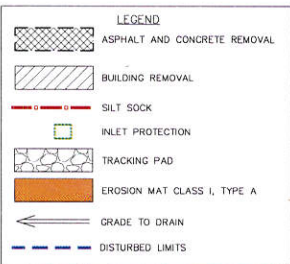 LEGEND
ASPHALT AND CONCRETE REMOVAL
BUILDING REMOVAL
SILT SOCK
INLET PROTECTION
TRACKING PAD
EROSION MAT CLASS I, TYPE A
GRADE TO DRAIN
DISTURBED LIMITS